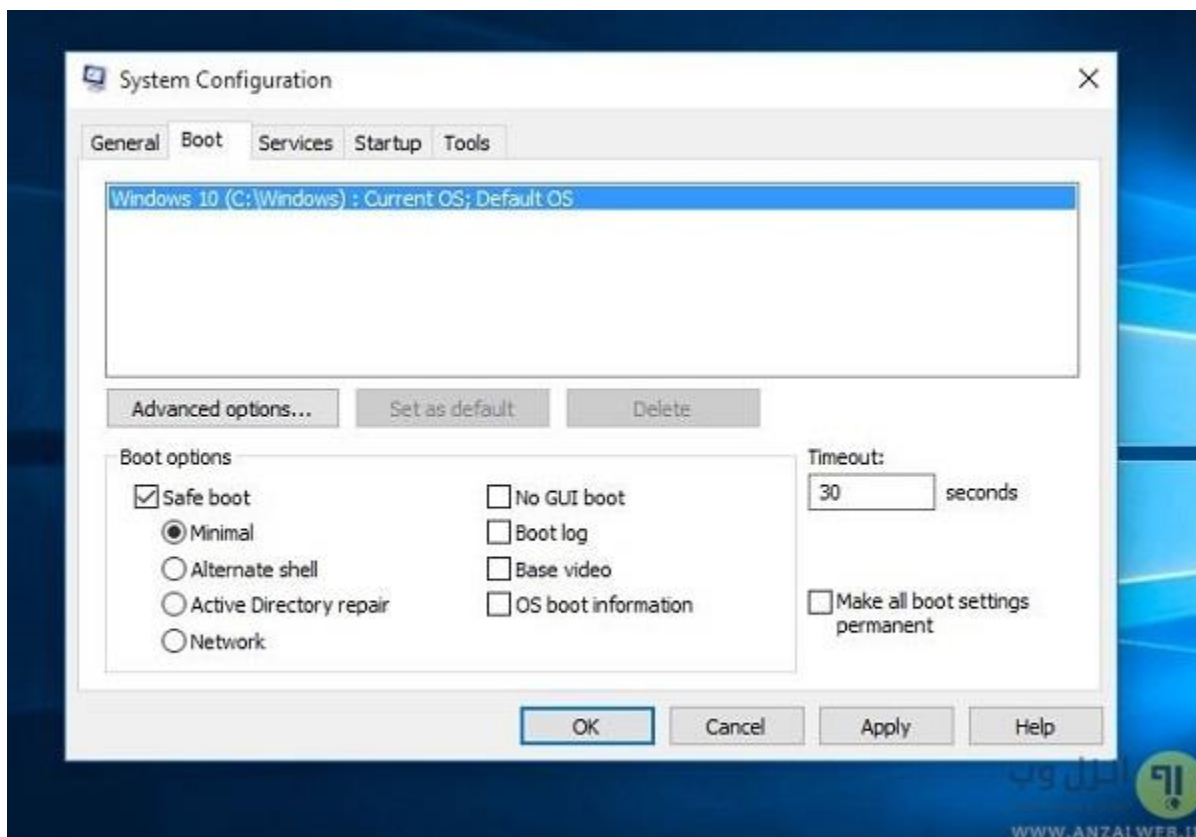 System Configuration
General Boot Services Startup Tools
Windows 10 (C:\Windows) : Current OS; Default OS
Advanced options... Set as default Delete
Boot options
Timeout:
Safe boot
No GUI boot
30 seconds
Minimal
Boot log
Alternate shell
Base video
Active Directory repair
OS boot information
Make all boot settings
permanent
Network
OK Cancel Apply Help
انزل وب